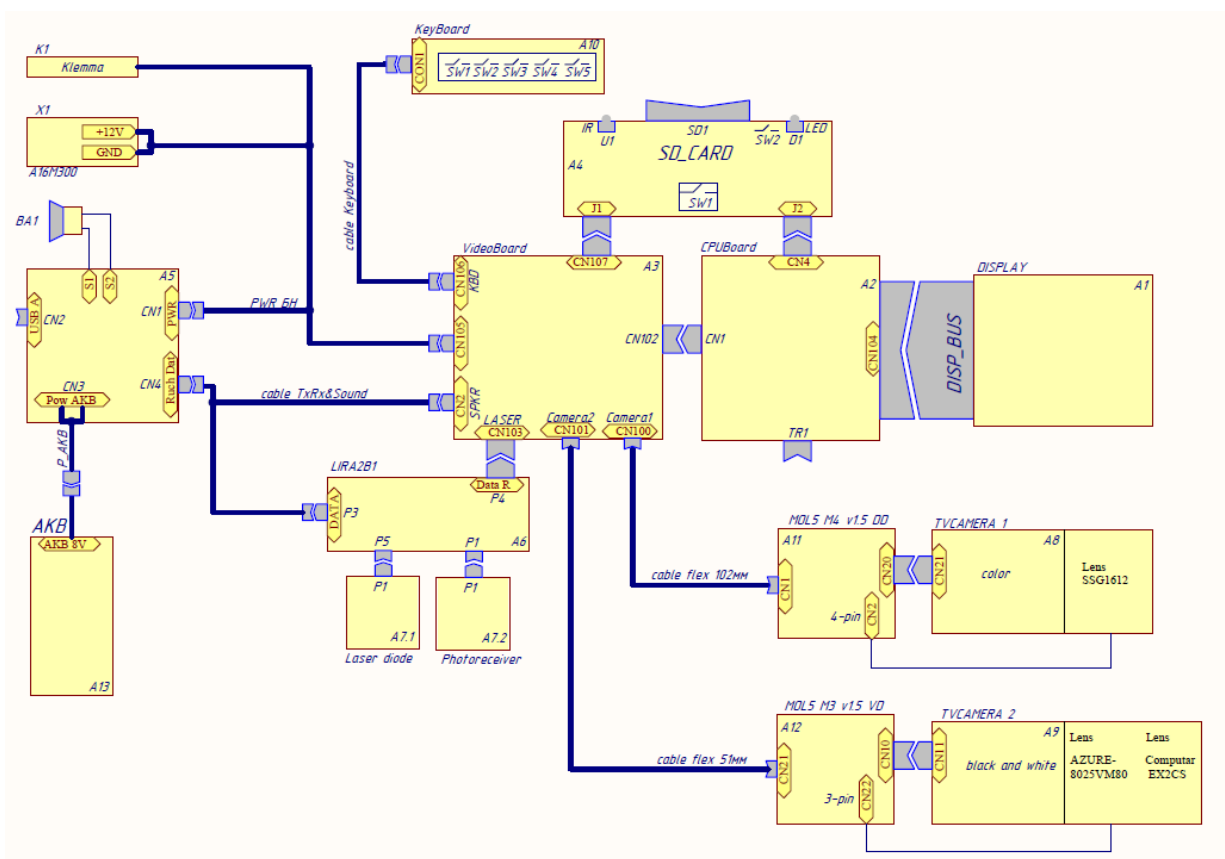 KeyBoard
A10
CON1
SW1 SW2 SW3 SW4 SW5
K1
Klemma
X1
+12V
GND
A16M300
cable Keyboard
IR
U1
SD1
SW2
D1
LED
A4
SD_CARD
SW1
J1
J2
BA1
S1
S2
A5
USB A
CN2
CN1
PWR
PWR BH
CN3
Pow AKB
CN4
Ruch Dat
cable TxRx&Sound
P_AKB
AKB
AKB 8V
A13
VideoBoard
CN107
A3
CN106
KBD
CN105
CN2
SPKR
CN102
LASER
CN103
Camera2
CN101
Camera1
CN100
CPUBoard
CN4
A2
CN1
CN104
TR1
DISP_BUS
DISPLAY
A1
LIRA2B1
Data R
P4
DATA
P3
P5
P1
A6
P1
A7.1
Laser diode
P1
A7.2
Photoreceiver
MOL5 M4 v1.5 DD
A11
CN1
CN20
4-pin
CN2
cable flex 102мм
TVCAMERA 1
CN21
A8
color
Lens
SSG1612
MOL5 M3 v1.5 VD
A12
CN21
CN10
3-pin
CN22
cable flex 51мм
TVCAMERA 2
CN11
A9
black and white
Lens
AZURE-
8025VM80
Lens
Computar
EX2CS